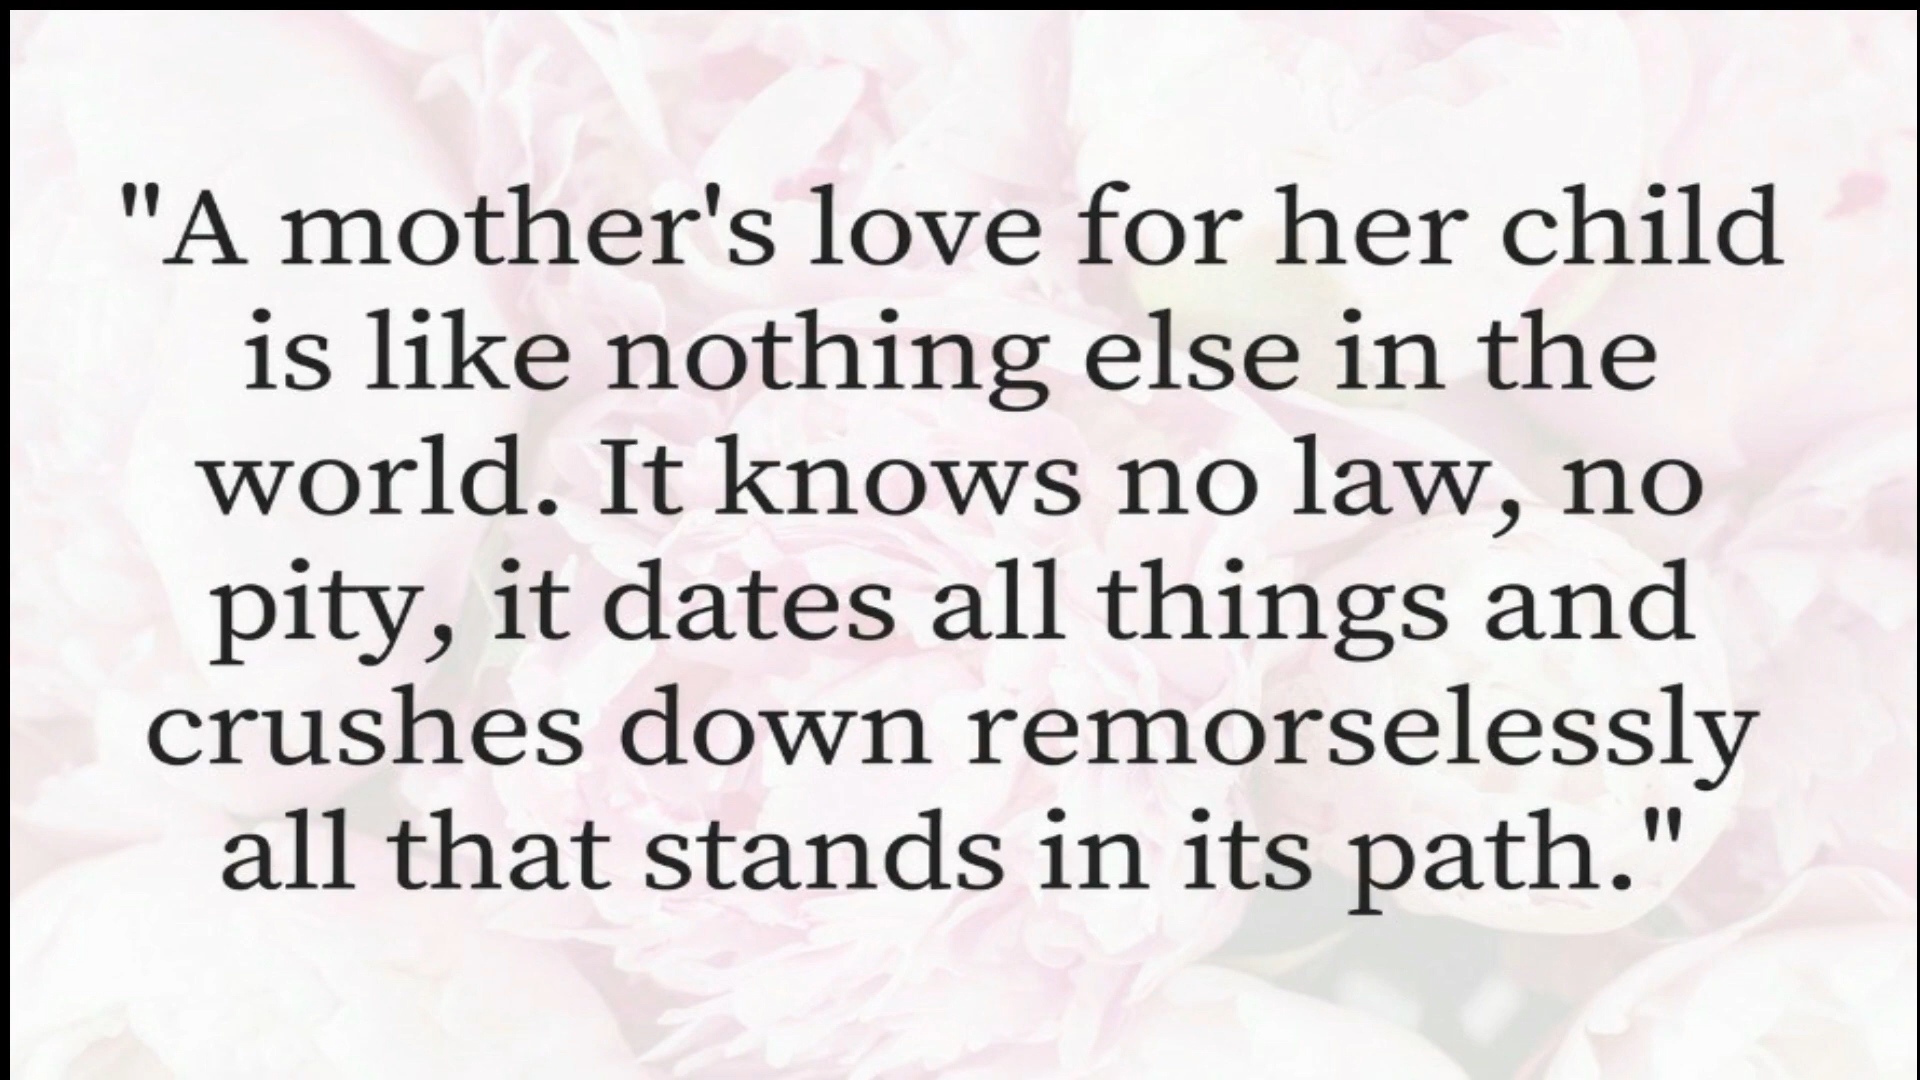 "A mother's love for her child
is like nothing else in the
world. It knows no law, no
pity, it dates all things and
crushes down remorselessly
all that stands in its path."